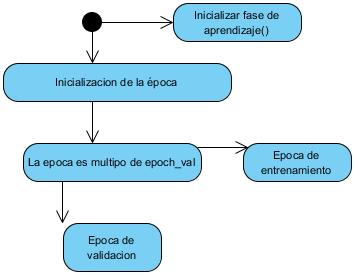 Inicializar fase de
aprendizaje()
Inicializacion de la época
La epoca es multipo de epoch_val
Epoca de
entrenamiento
Epoca de
validacion